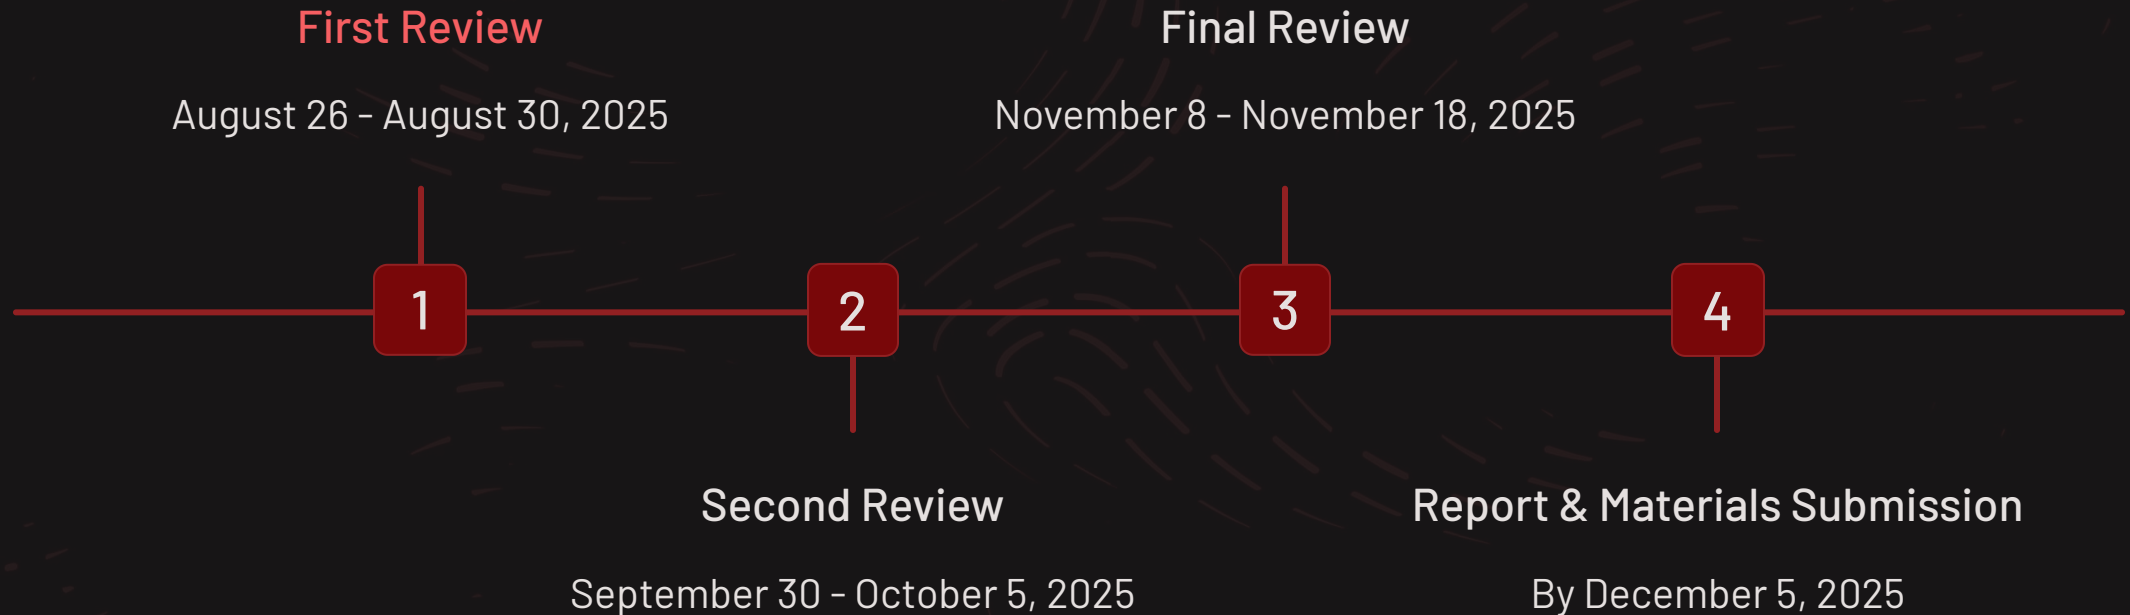 First Review
August 26 - August 30, 2025
Final Review
November 8 - November 18, 2025
1
2
3
4
Second Review
September 30 - October 5, 2025
Report & Materials Submission
By December 5, 2025